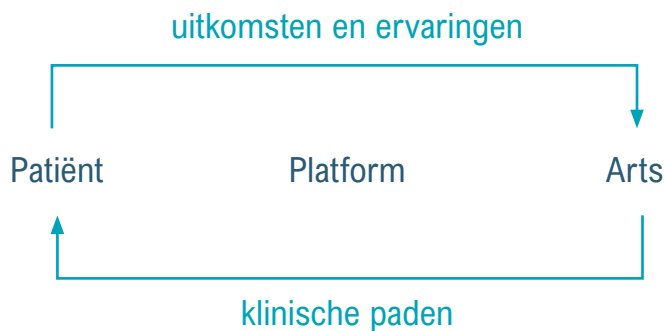 uitkomsten en ervaringen
Patiënt Platform Arts
klinische paden